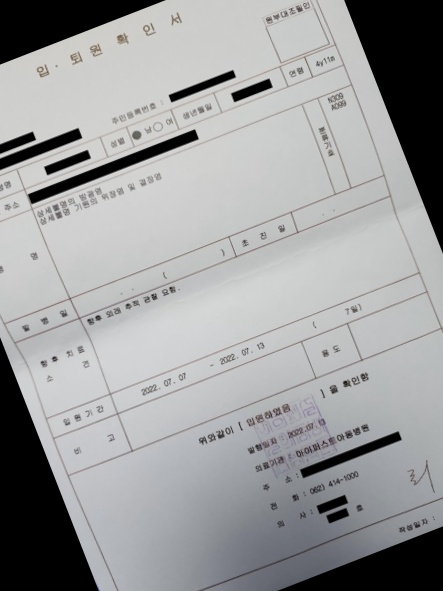 원부대조필인
입 · 퇴원 확 인 서
주민등록번호 :
성별 남 여 생년월일 연령 4y11m
주소
상세불명의 방광염
상세불명 기원의 위장염 및 결장염
분류기호
N309
A099
명
( )
초 진 일
발 병 일
향후 외래 추적 관찰 요함.
향후 치료
소 견
입원기간
2022. 07. 07 - 2022. 07. 13 ( 7일)
비 고
용 도
위와같이 [ 입원하였음 ] 을 확인함
발행일자 : 2022.07.13
의료기관 : 아이퍼스트아동병원
주 소 :
전 화 : 062) 414-1000
의 사 : 호
작성일자 :